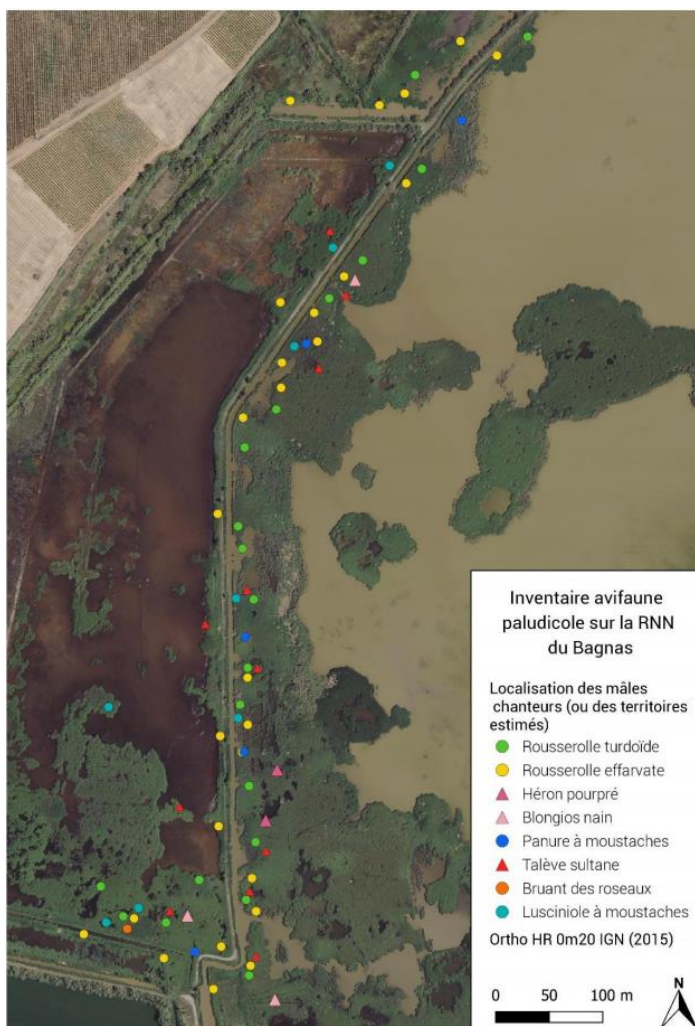 Inventaire avifaune
paludicole sur la RNN
du Bagnas
Localisation des mâles
chanteurs (ou des territoires
estimés)
Rousserolle turdoïde
Rousserolle effarvate
Héron pourpré
Blongios nain
Panure à moustaches
Talève sultane
Bruant des roseaux
Lusciniole à moustaches
Ortho HR 0m20 IGN (2015)
0 50 100 m
N